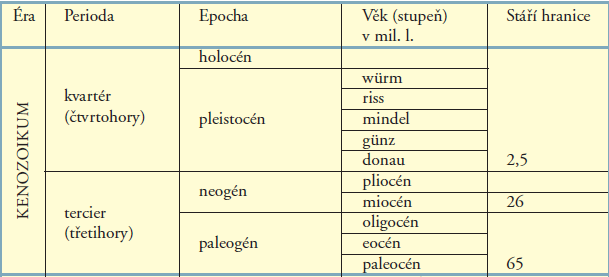 Éra Perioda Epocha Věk (stupeň) Stáří hranice
v mil. l.
KENOZOIKUM
kvartér
(čtvrtohory)
holocén
pleistocén
würm
riss
mindel
günz
donau 2,5
tercier
(třetihory)
neogén
pliocén
miocén 26
paleogén
oligocén
eocén
paleocén 65